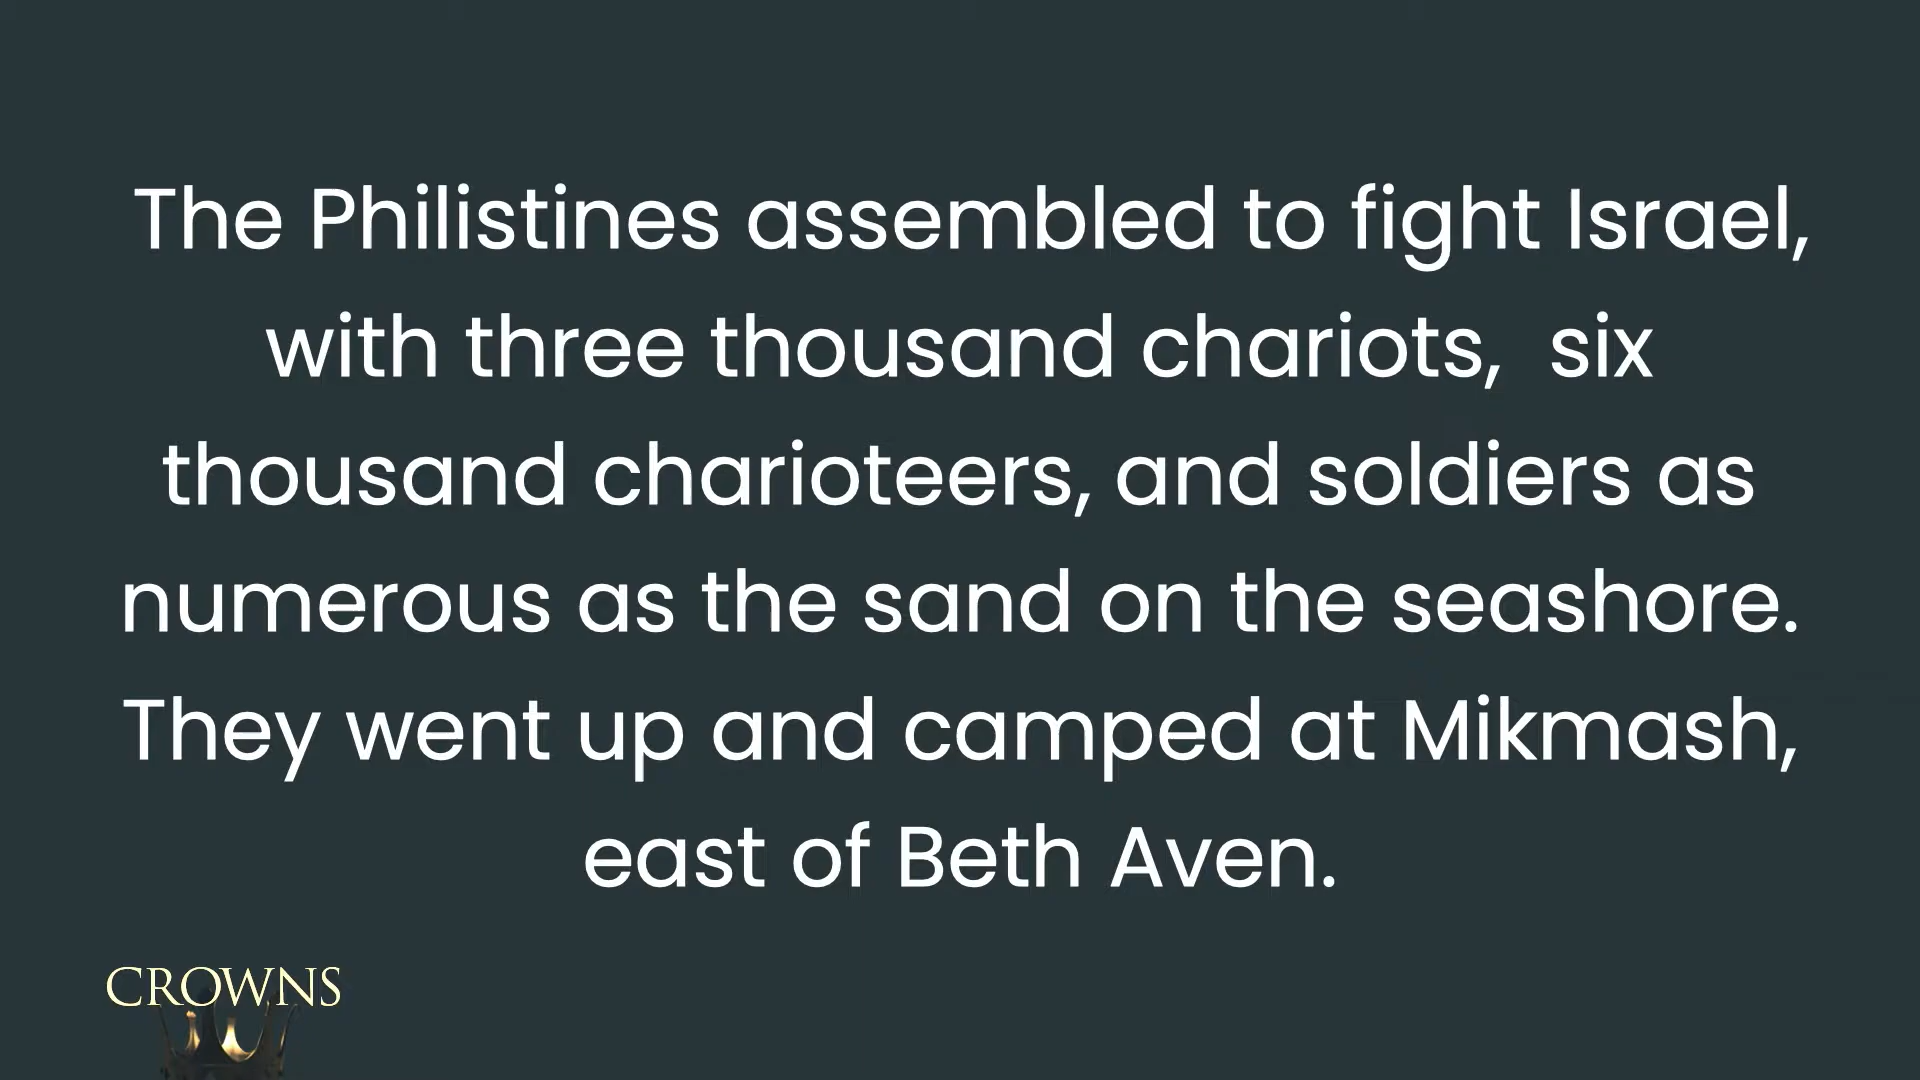 The Philistines assembled to fight Israel,
with three thousand chariots,  six
thousand charioteers, and soldiers as
numerous as the sand on the seashore.
They went up and camped at Mikmash,
east of Beth Aven.
CROWNS